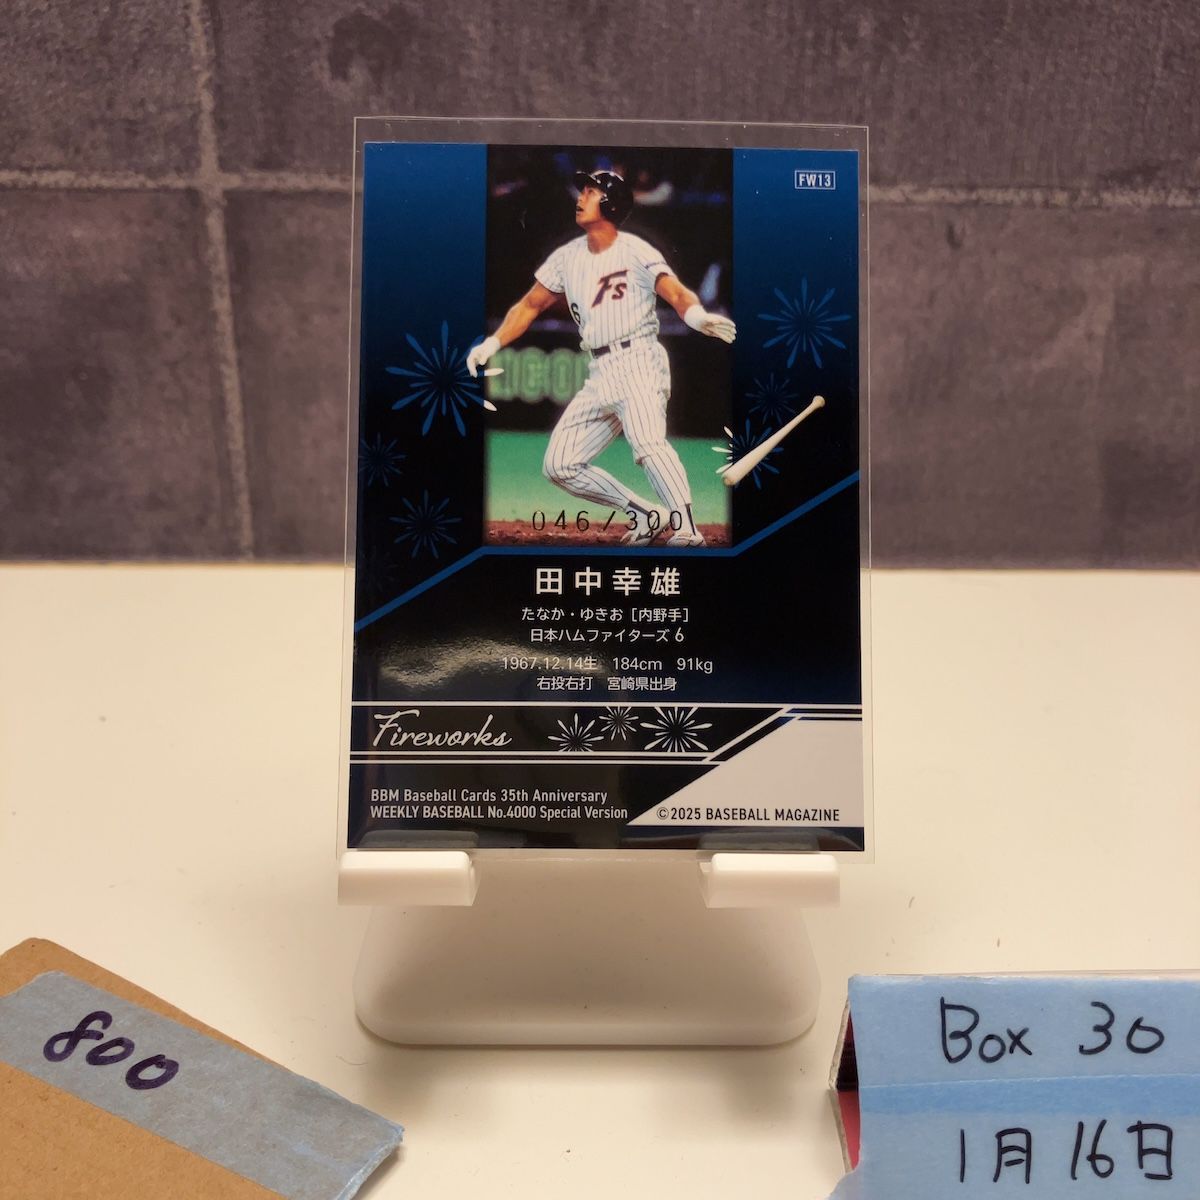 FW13
Fs
6
046/300
田中幸雄
たなか・ゆきお［内野手］
日本ハムファイターズ 6
1967.12.14生　184cm　91kg
右投右打　宮崎県出身
Fireworks
BBM Baseball Cards 35th Anniversary
WEEKLY BASEBALL No.4000 Special Version
©2025 BASEBALL MAGAZINE
800
Box 30
1月16日